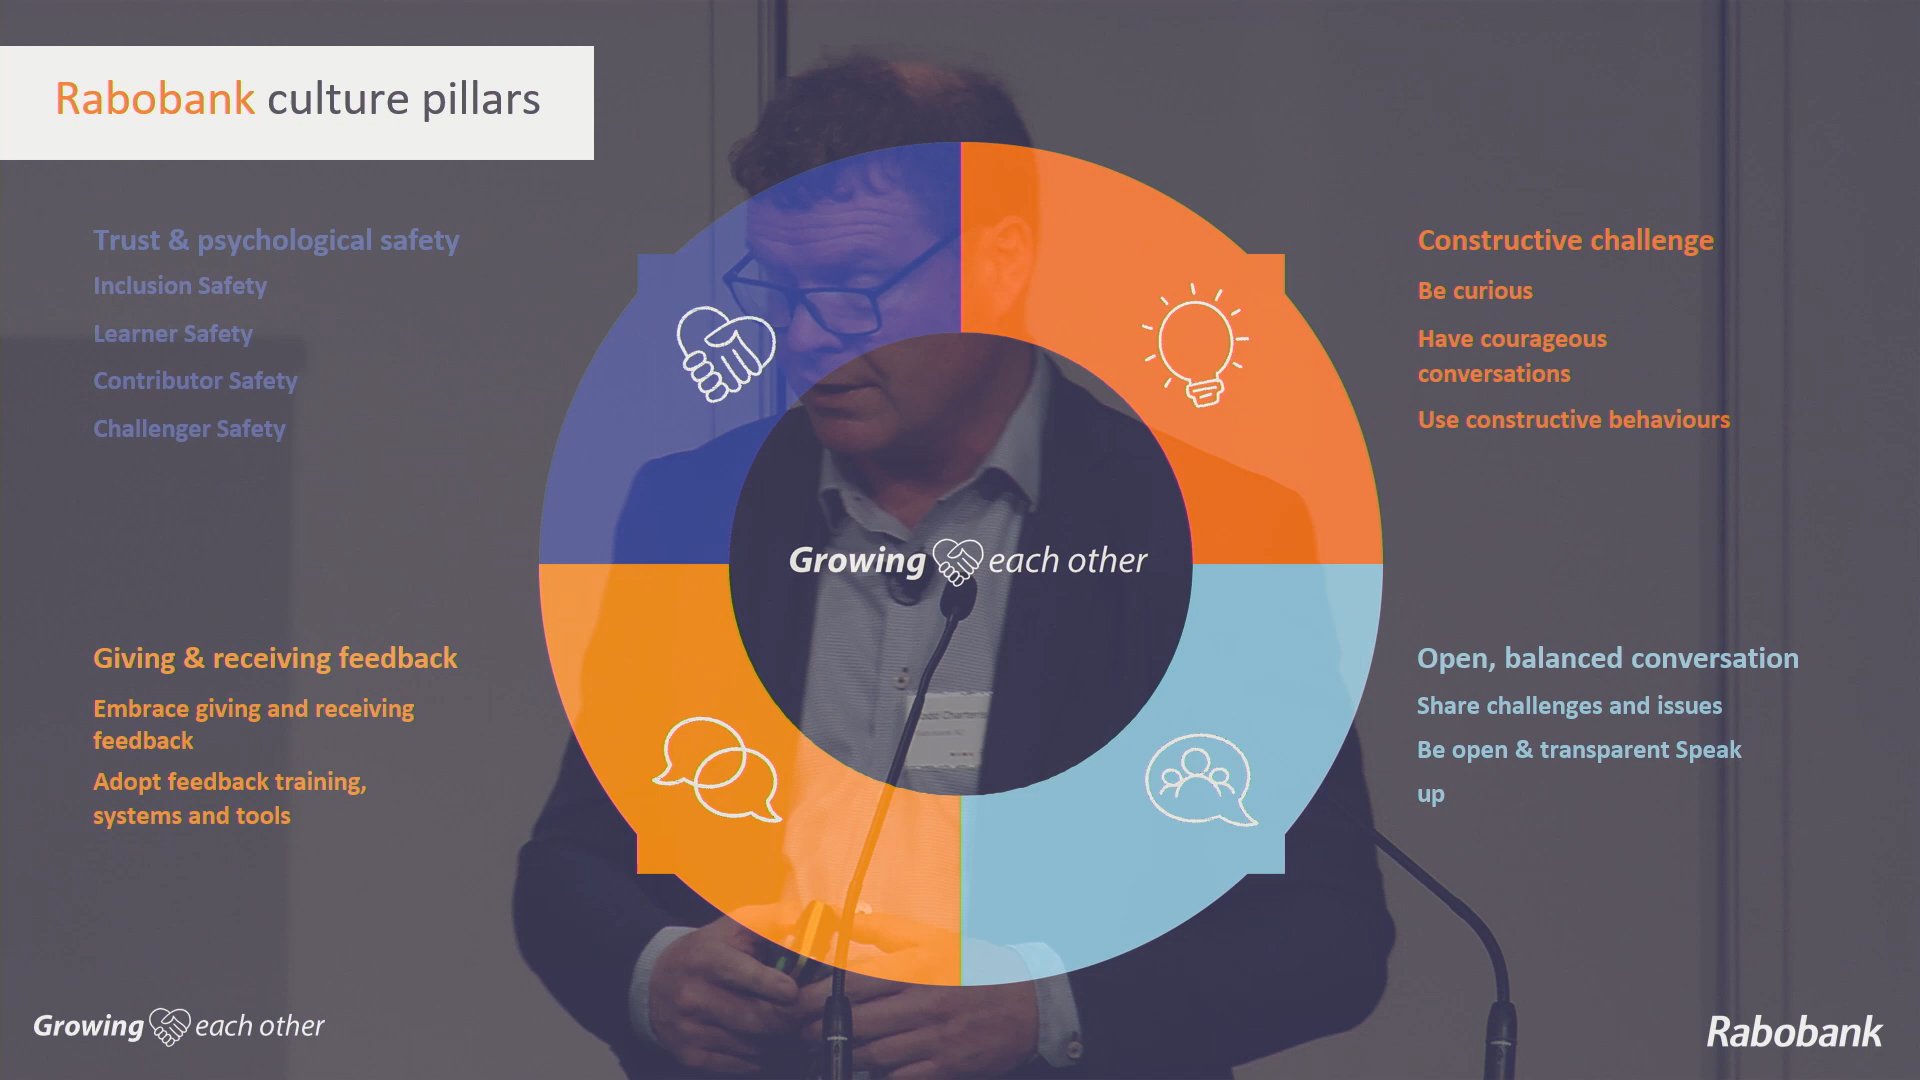 Rabobank culture pillars
Trust & psychological safety
Inclusion Safety
Learner Safety
Contributor Safety
Challenger Safety
Constructive challenge
Be curious
Have courageous
conversations
Use constructive behaviours
Growing each other
Giving & receiving feedback
Embrace giving and receiving
feedback
Adopt feedback training,
systems and tools
Open, balanced conversation
Share challenges and issues
Be open & transparent Speak
up
Growing each other
Rabobank